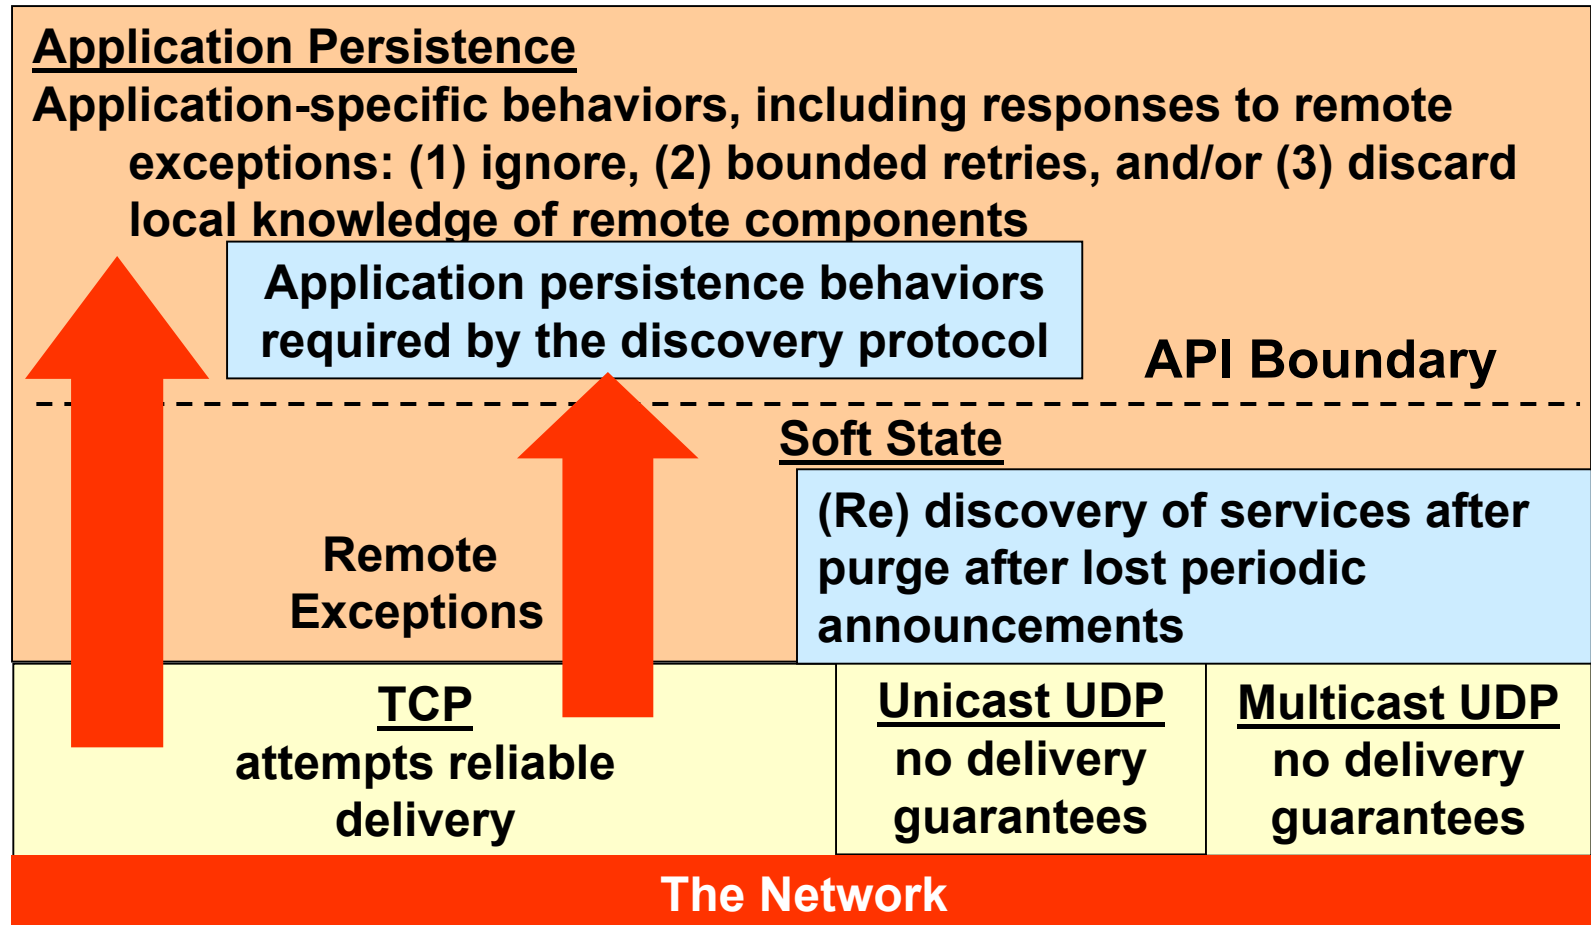 Application Persistence
Application-specific behaviors, including responses to remote
exceptions: (1) ignore, (2) bounded retries, and/or (3) discard
local knowledge of remote components
Application persistence behaviors
required by the discovery protocol
API Boundary
Soft State
(Re) discovery of services after
purge after lost periodic
announcements
Remote
Exceptions
TCP
attempts reliable
delivery
Unicast UDP
no delivery
guarantees
Multicast UDP
no delivery
guarantees
The Network